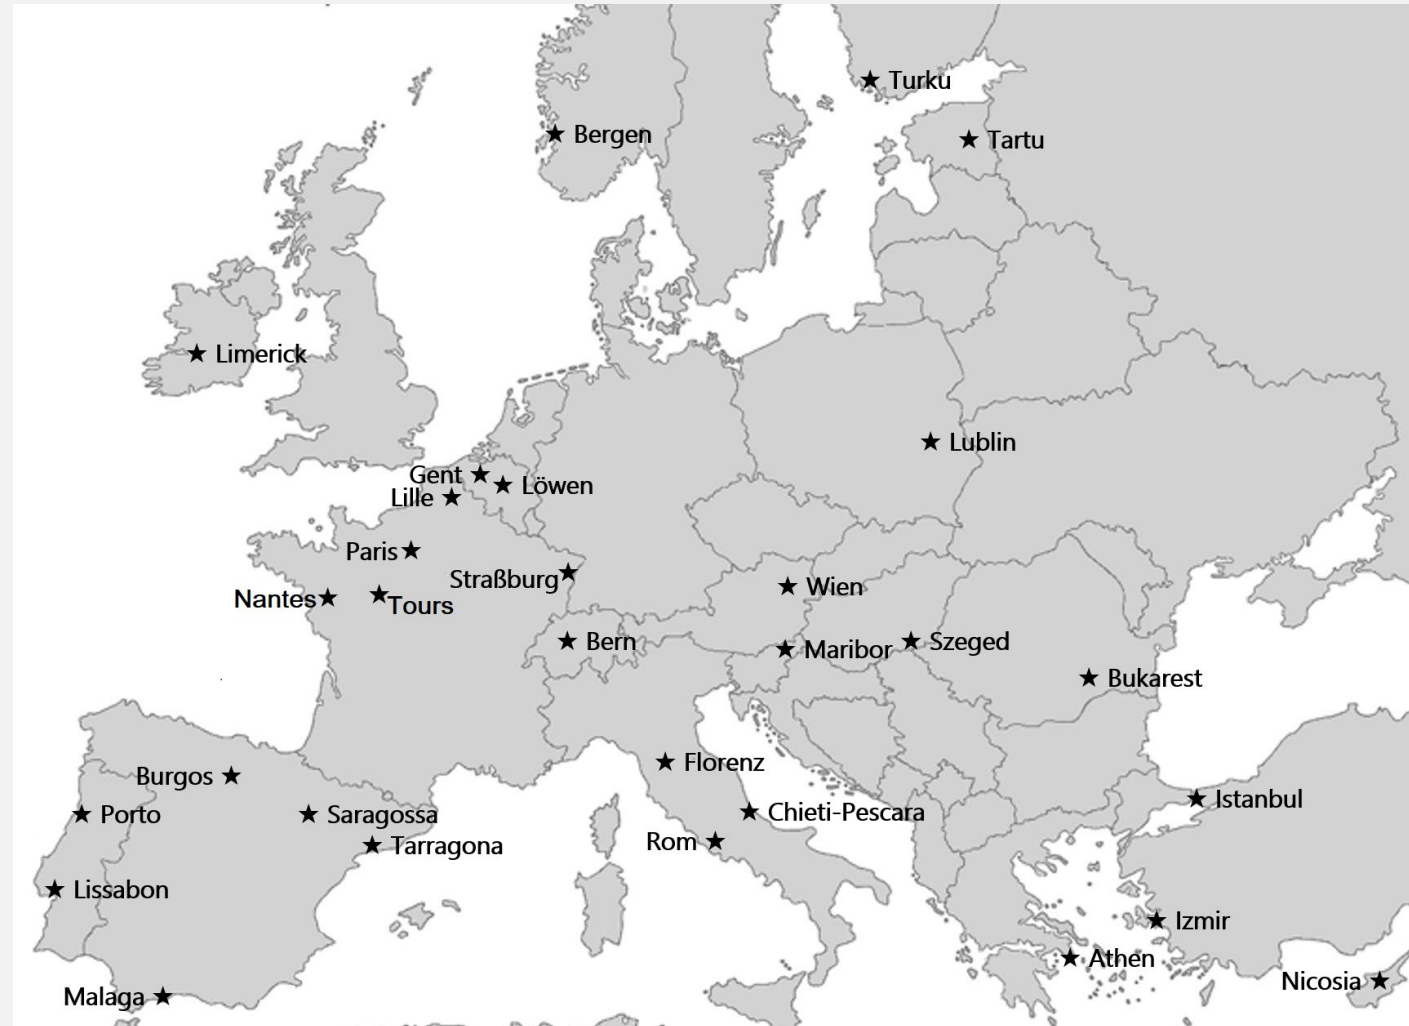 Turku
Bergen
Tartu
Limerick
Lublin
Gent
Löwen
Lille
Paris
Straßburg
Wien
Nantes
Tours
Bern
Maribor
Szeged
Bukarest
Florenz
Burgos
Istanbul
Porto
Saragossa
Chieti-Pescara
Rom
Tarragona
Lissabon
Izmir
Athen
Nicosia
Malaga